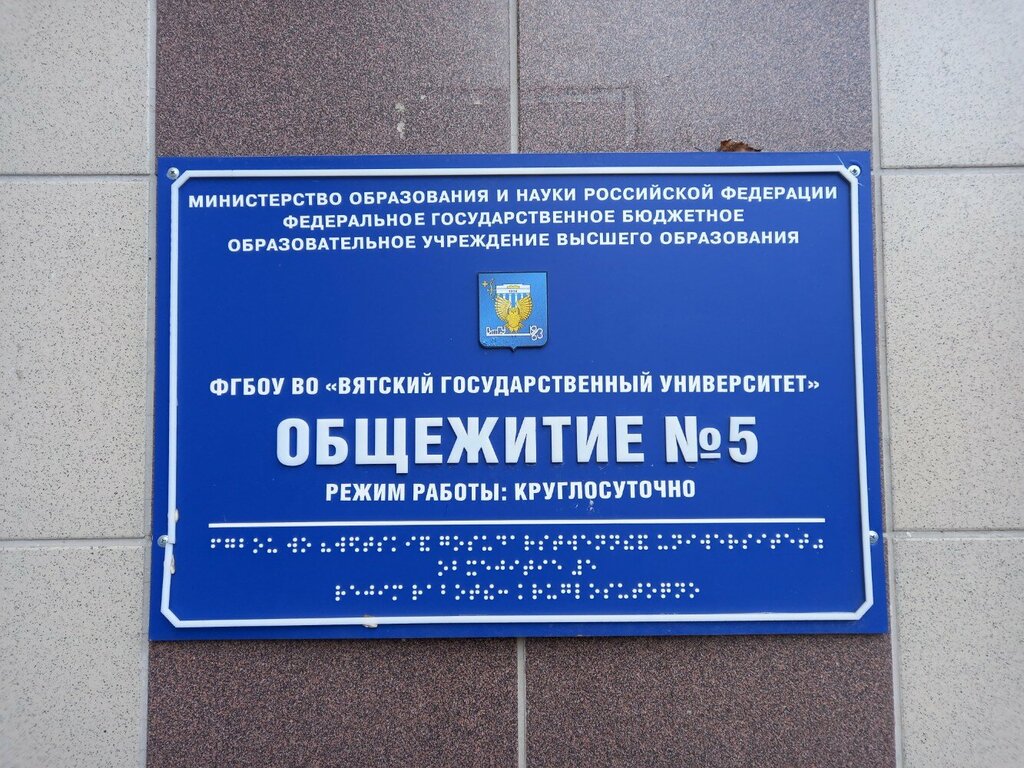 МИНИСТЕРСТВО ОБРАЗОВАНИЯ И НАУКИ РОССИЙСКОЙ ФЕДЕРАЦИИ
ФЕДЕРАЛЬНОЕ ГОСУДАРСТВЕННОЕ БЮДЖЕТНОЕ
ОБРАЗОВАТЕЛЬНОЕ УЧРЕЖДЕНИЕ ВЫСШЕГО ОБРАЗОВАНИЯ
ФГБОУ ВО «ВЯТСКИЙ ГОСУДАРСТВЕННЫЙ УНИВЕРСИТЕТ»
ОБЩЕЖИТИЕ №5
РЕЖИМ РАБОТЫ: КРУГЛОСУТОЧНО